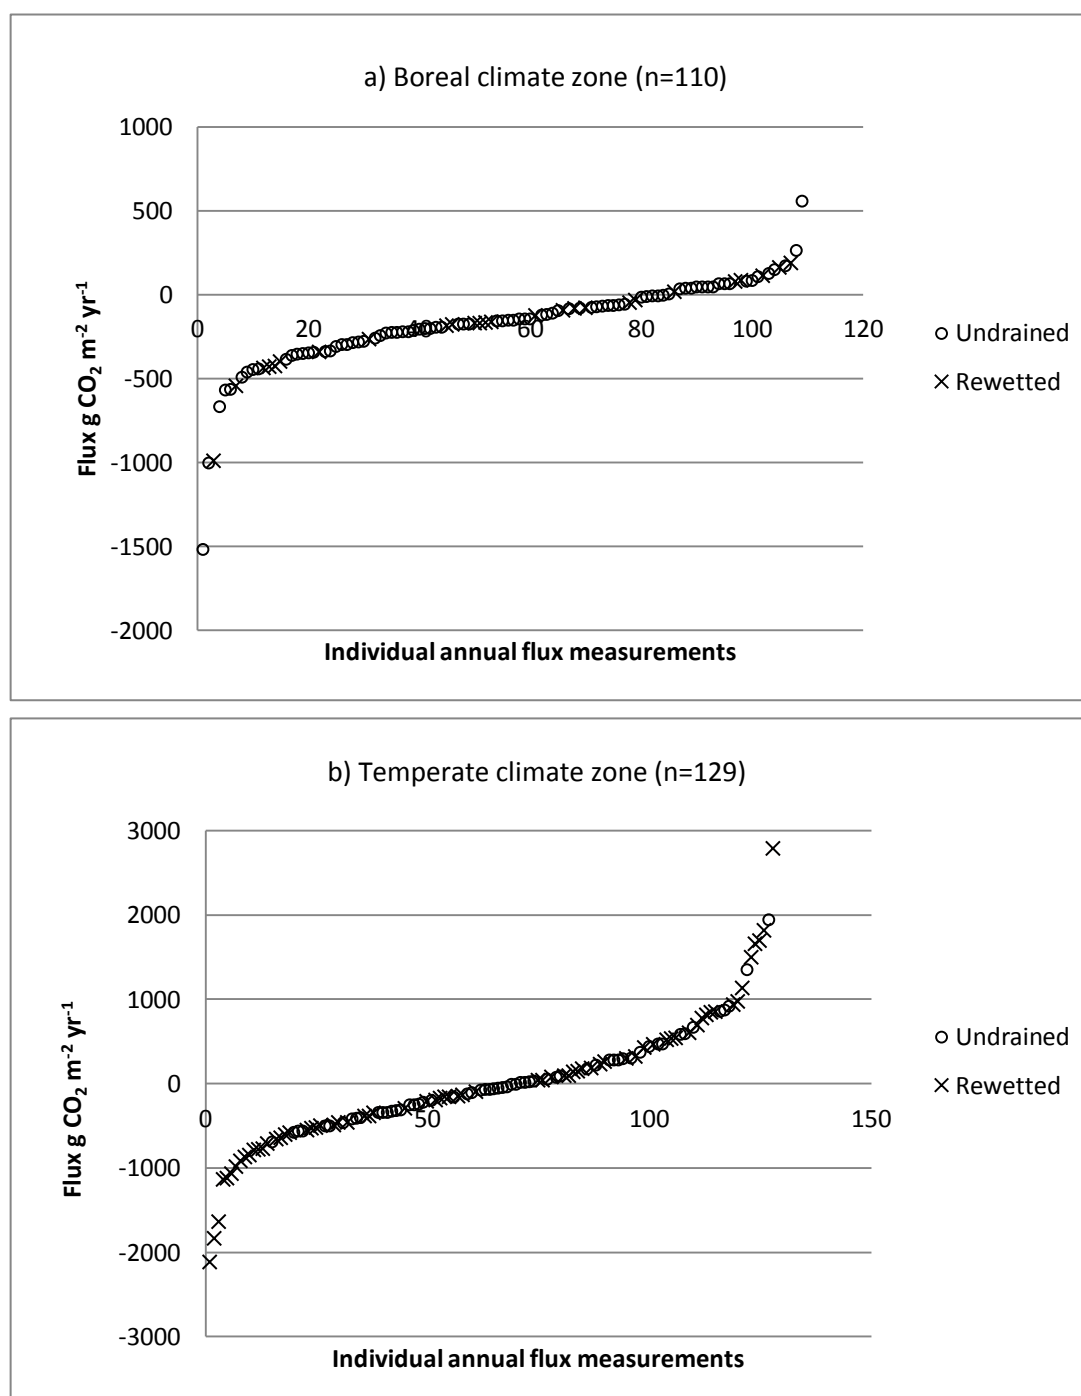 a) Boreal climate zone (n=110)
1000
500
0
-500
-1000
-1500
-2000
0 20 40 60 80 100 120
Flux g CO2 m-2 yr-1
Individual annual flux measurements
Undrained
Rewetted
b) Temperate climate zone (n=129)
3000
2000
1000
0
-1000
-2000
-3000
0 50 100 150
Flux g CO2 m-2 yr-1
Individual annual flux measurements
Undrained
Rewetted